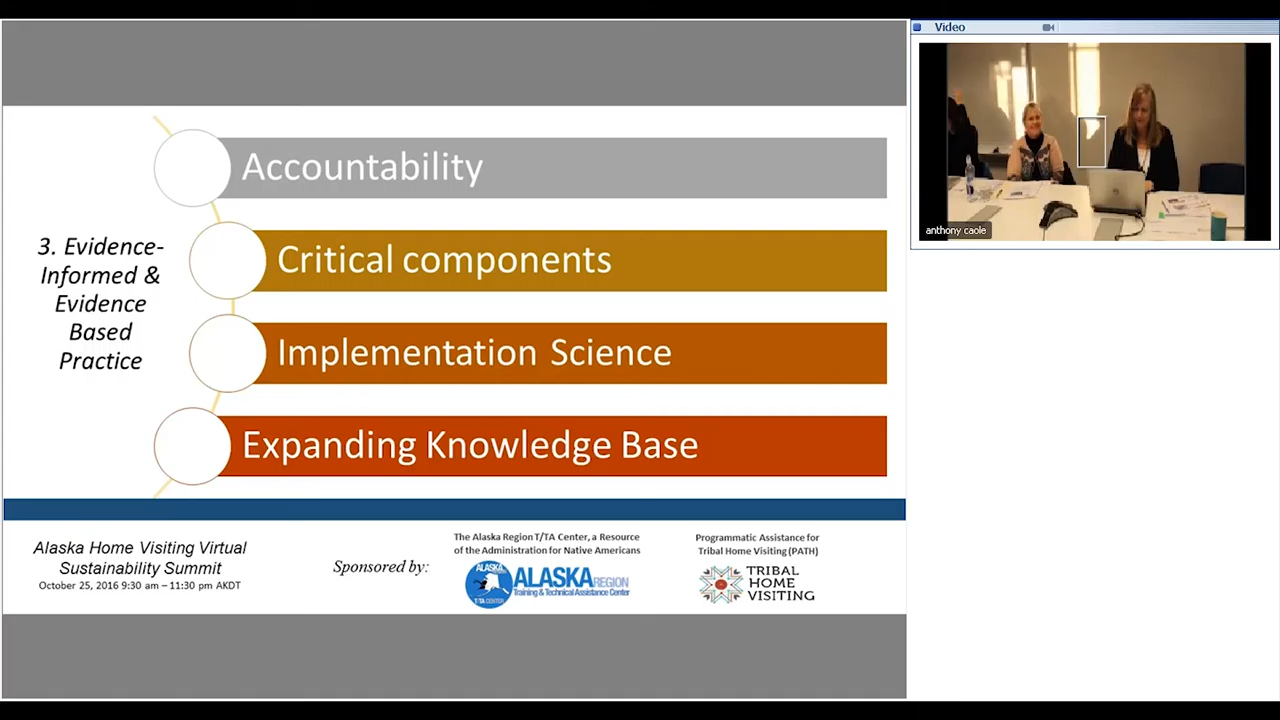 Video
anthony caole
Accountability
Critical components
Implementation Science
Expanding Knowledge Base
3. Evidence-
Informed &
Evidence
Based
Practice
Alaska Home Visiting Virtual
Sustainability Summit
October 25, 2016 9:30 am – 11:30 pm AKDT
Sponsored by:
The Alaska Region T/TA Center, a Resource
of the Administration for Native Americans
ALASKA
T/TA CENTER
ALASKA REGION
Training & Technical Assistance Center
Programmatic Assistance for
Tribal Home Visiting (PATH)
TRIBAL
HOME
VISITING